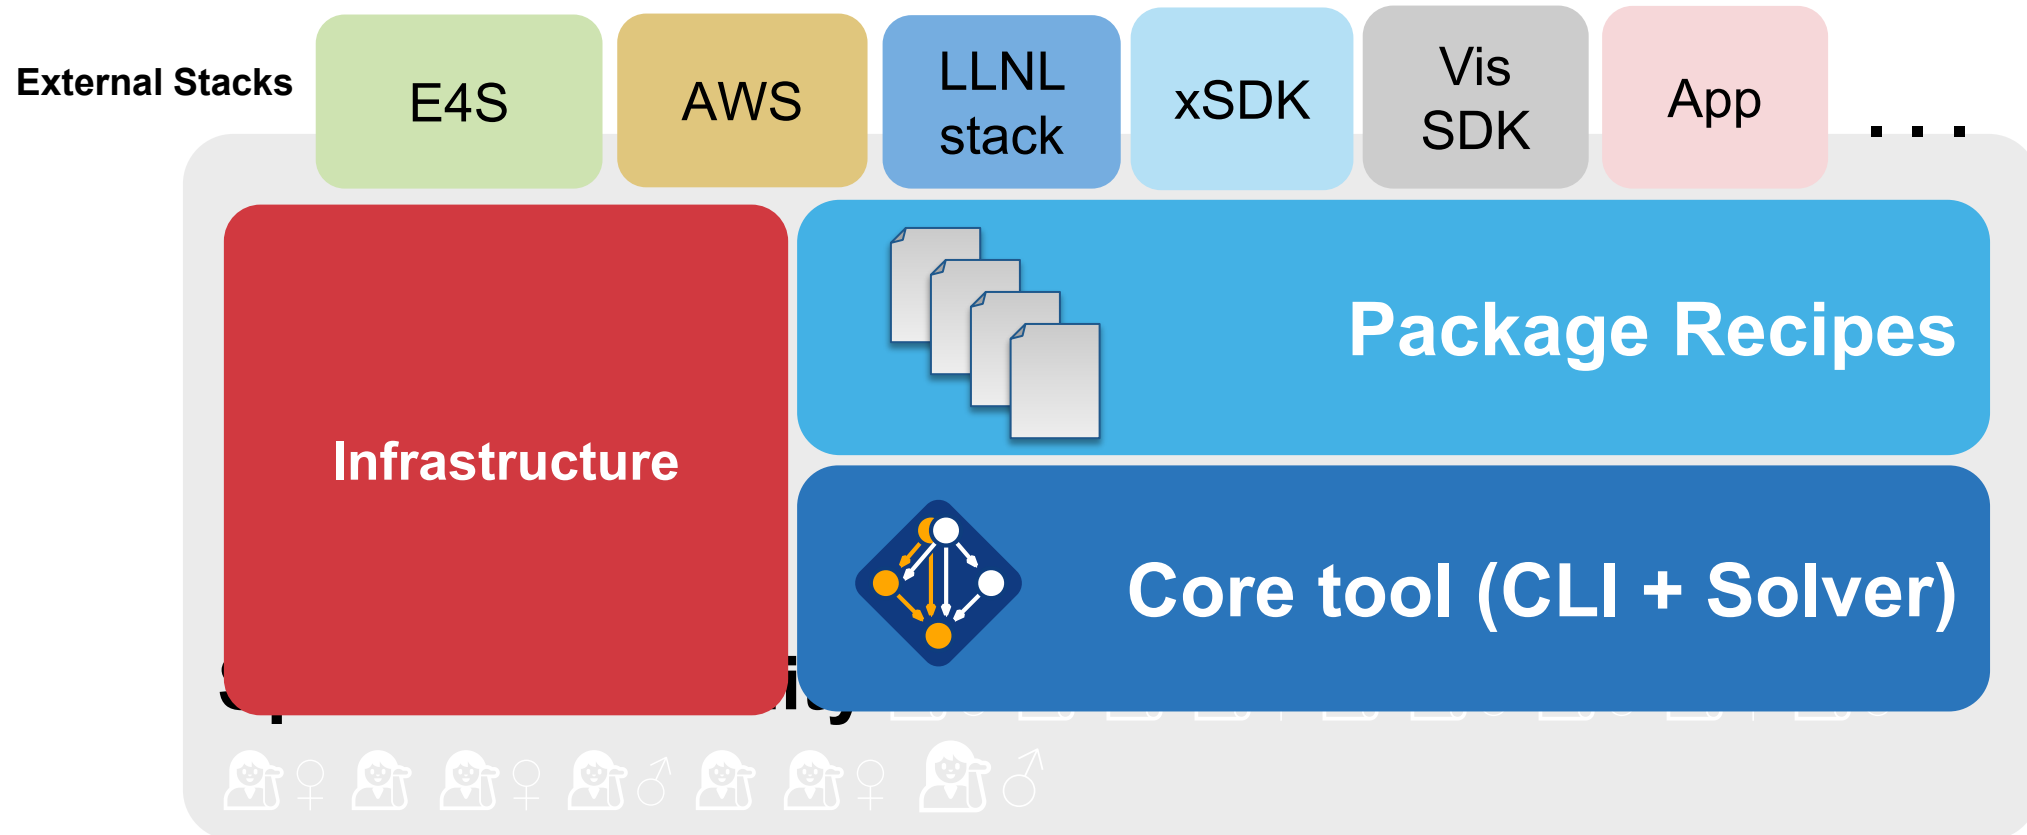 External Stacks
E4S
AWS
LLNL
stack
xSDK
Vis
SDK
App
. . .
Infrastructure
Package Recipes
Core tool (CLI + Solver)